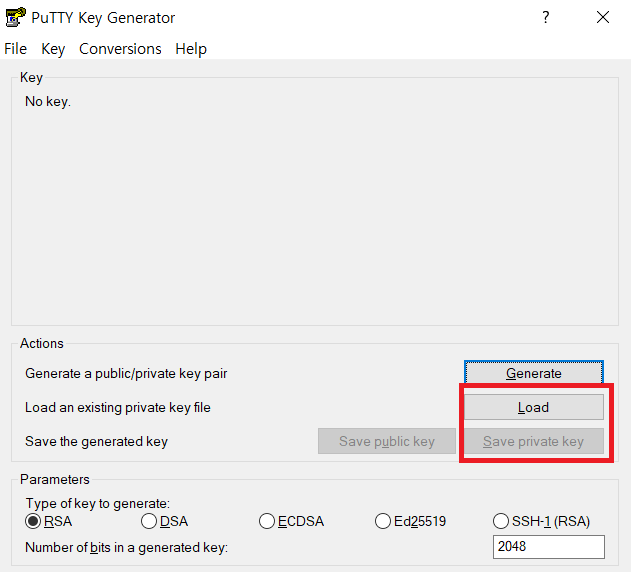 PuTTY Key Generator
?
File Key Conversions Help
Key
No key.
Actions
Generate a public/private key pair
Generate
Load an existing private key file
Load
Save the generated key
Save public key
Save private key
Parameters
Type of key to generate:
RSA DSA ECDSA Ed25519 SSH-1 (RSA)
Number of bits in a generated key:
2048